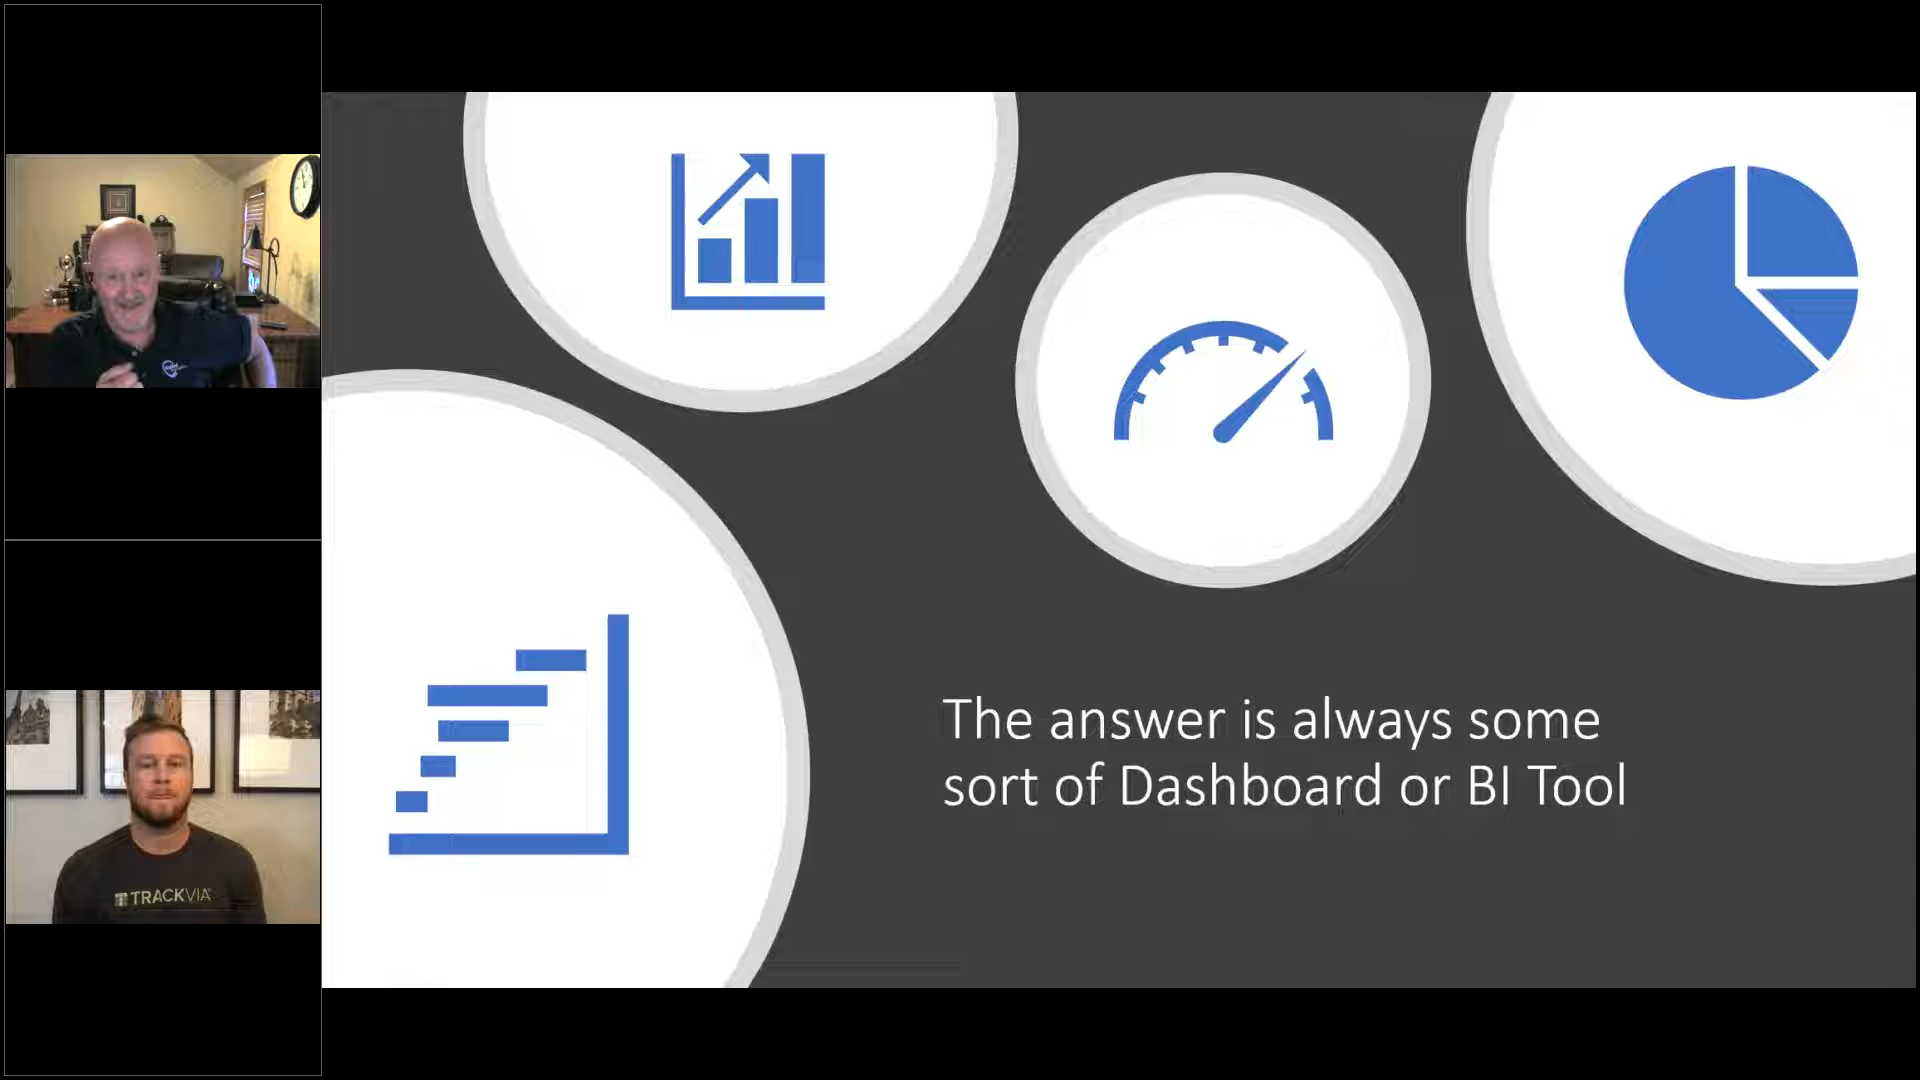 The answer is always some
sort of Dashboard or BI Tool
TRACKVIA